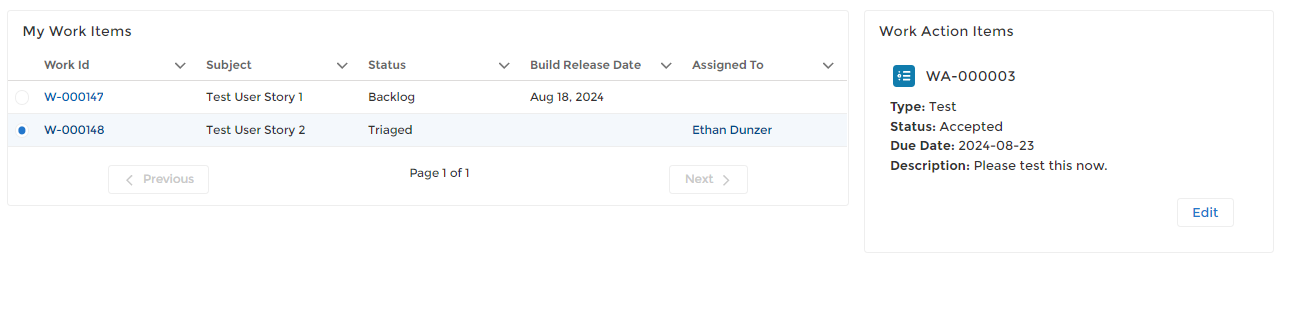 My Work Items
Work Id Subject Status Build Release Date Assigned To
W-000147 Test User Story 1 Backlog Aug 18, 2024
W-000148 Test User Story 2 Triaged Ethan Dunzer
Previous Page 1 of 1 Next
Work Action Items
WA-000003
Type: Test
Status: Accepted
Due Date: 2024-08-23
Description: Please test this now.
Edit